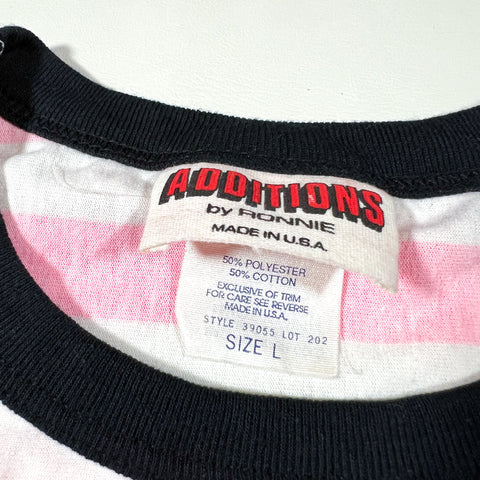 ADDITIONS
by RONNIE
MADE IN U.S.A.
50% POLYESTER
50% COTTON
EXCLUSIVE OF TRIM
FOR CARE SEE REVERSE
MADE IN U.S.A.
STYLE 39055 LOT 202
SIZE L